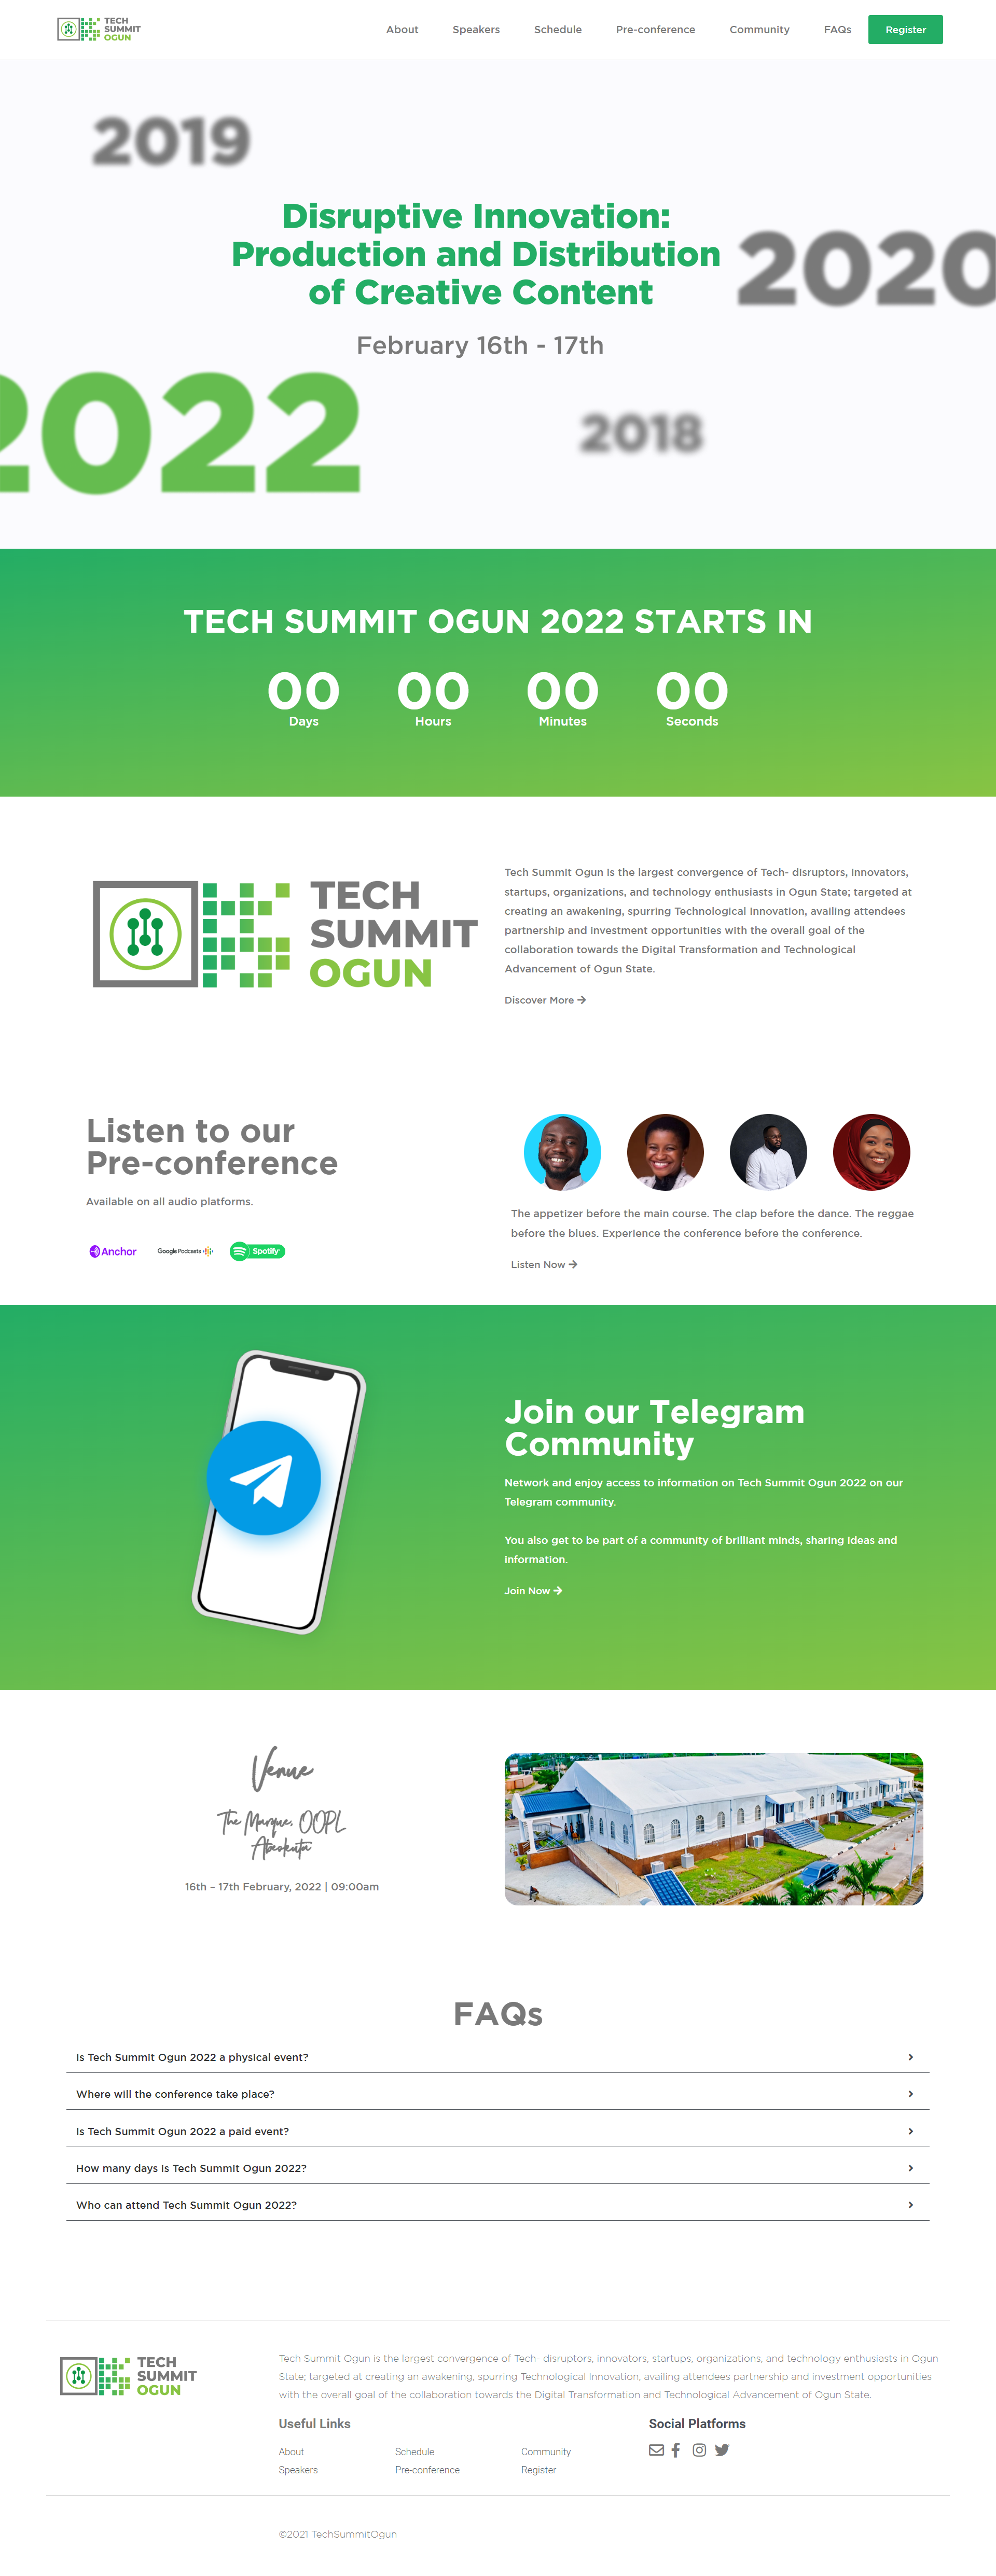 TECH
SUMMIT
OGUN
About
Speakers
Schedule
Pre-conference
Community
FAQs
Register
2019
Disruptive Innovation:
Production and Distribution
of Creative Content
2020
February 16th - 17th
2022
2018
TECH SUMMIT OGUN 2022 STARTS IN
00 00 00 00
Days Hours Minutes Seconds
TECH
SUMMIT
OGUN
Tech Summit Ogun is the largest convergence of Tech- disruptors, innovators,
startups, organizations, and technology enthusiasts in Ogun State; targeted at
creating an awakening, spurring Technological Innovation, availing attendees
partnership and investment opportunities with the overall goal of the
collaboration towards the Digital Transformation and Technological
Advancement of Ogun State.
Discover More
Listen to our
Pre-conference
Available on all audio platforms.
Anchor
Google Podcasts
Spotify
The appetizer before the main course. The clap before the dance. The reggae
before the blues. Experience the conference before the conference.
Listen Now
Join our Telegram
Community
Network and enjoy access to information on Tech Summit Ogun 2022 on our
Telegram community.
You also get to be part of a community of brilliant minds, sharing ideas and
information.
Join Now
Venue
The Marque, OOPL
Abeokuta
16th – 17th February, 2022 | 09:00am
FAQs
Is Tech Summit Ogun 2022 a physical event?
Where will the conference take place?
Is Tech Summit Ogun 2022 a paid event?
How many days is Tech Summit Ogun 2022?
Who can attend Tech Summit Ogun 2022?
TECH
SUMMIT
OGUN
Tech Summit Ogun is the largest convergence of Tech- disruptors, innovators, startups, organizations, and technology enthusiasts in Ogun
State; targeted at creating an awakening, spurring Technological Innovation, availing attendees partnership and investment opportunities
with the overall goal of the collaboration towards the Digital Transformation and Technological Advancement of Ogun State.
Useful Links
About
Speakers
Schedule
Pre-conference
Community
Register
Social Platforms
©2021 TechSummitOgun